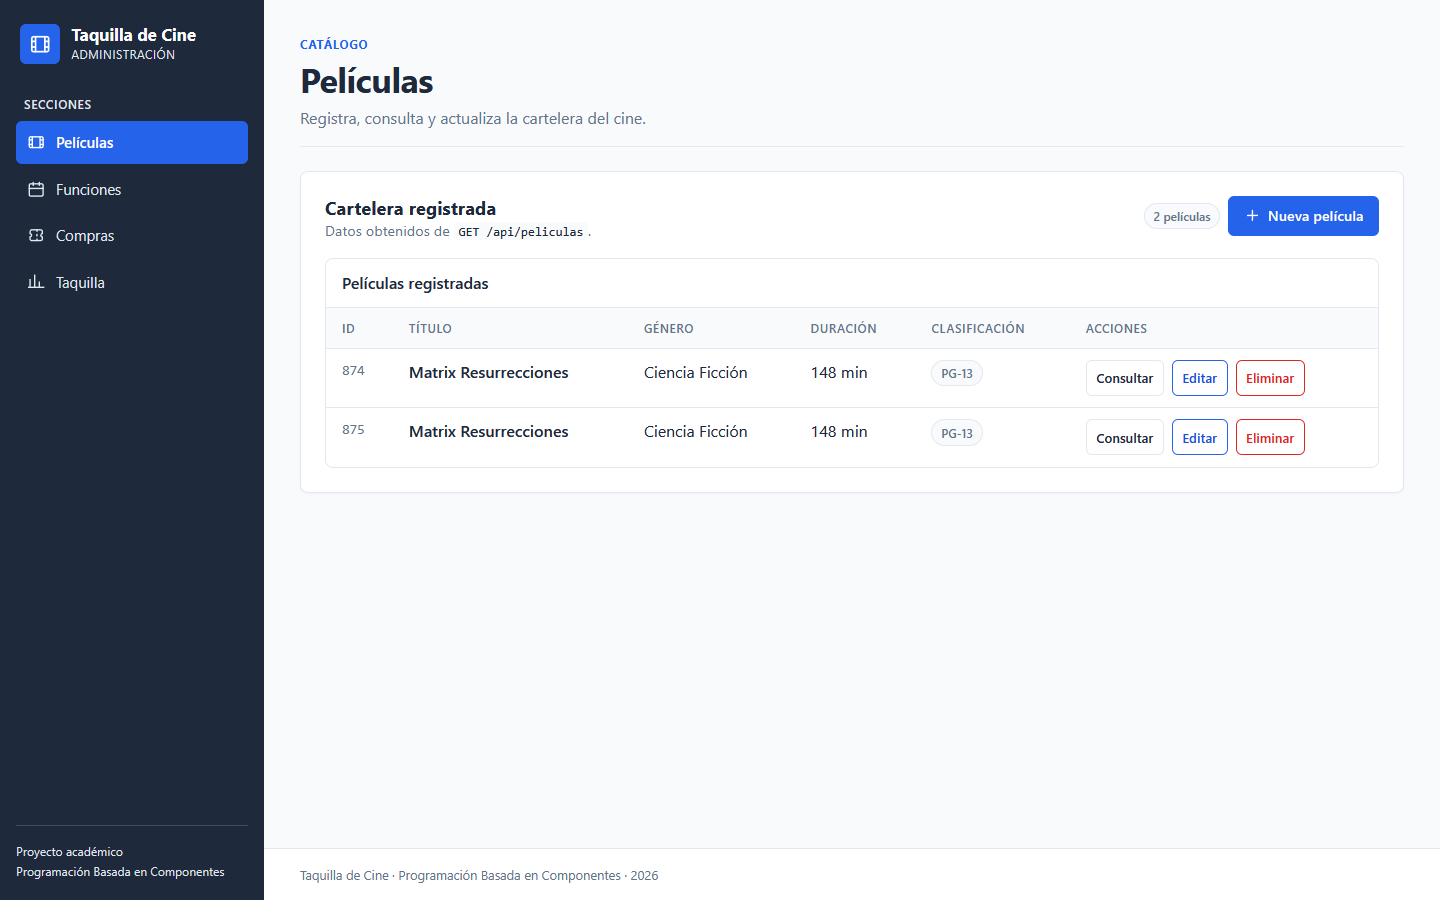 Taquilla de Cine
ADMINISTRACIÓN
SECCIONES
Películas
Funciones
Compras
Taquilla
Proyecto académico
Programación Basada en Componentes
CATÁLOGO
Películas
Registra, consulta y actualiza la cartelera del cine.
Cartelera registrada
Datos obtenidos de GET /api/peliculas.
2 películas
Nueva película
Películas registradas
ID TÍTULO GÉNERO DURACIÓN CLASIFICACIÓN ACCIONES
874 Matrix Resurrecciones Ciencia Ficción 148 min PG-13 Consultar Editar Eliminar
875 Matrix Resurrecciones Ciencia Ficción 148 min PG-13 Consultar Editar Eliminar
Taquilla de Cine · Programación Basada en Componentes · 2026